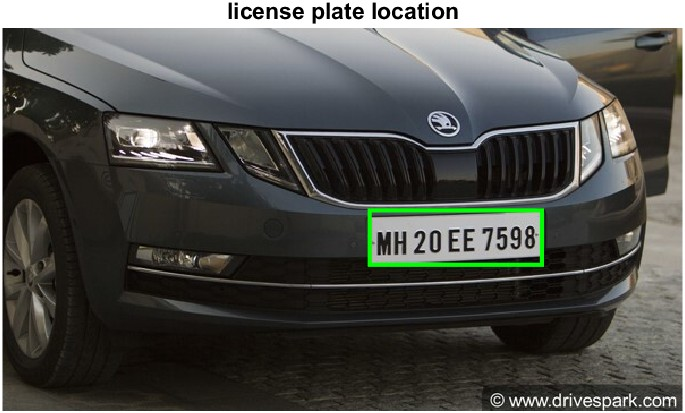 license plate location
MH 20 EE 7598
© www.drivespark.com